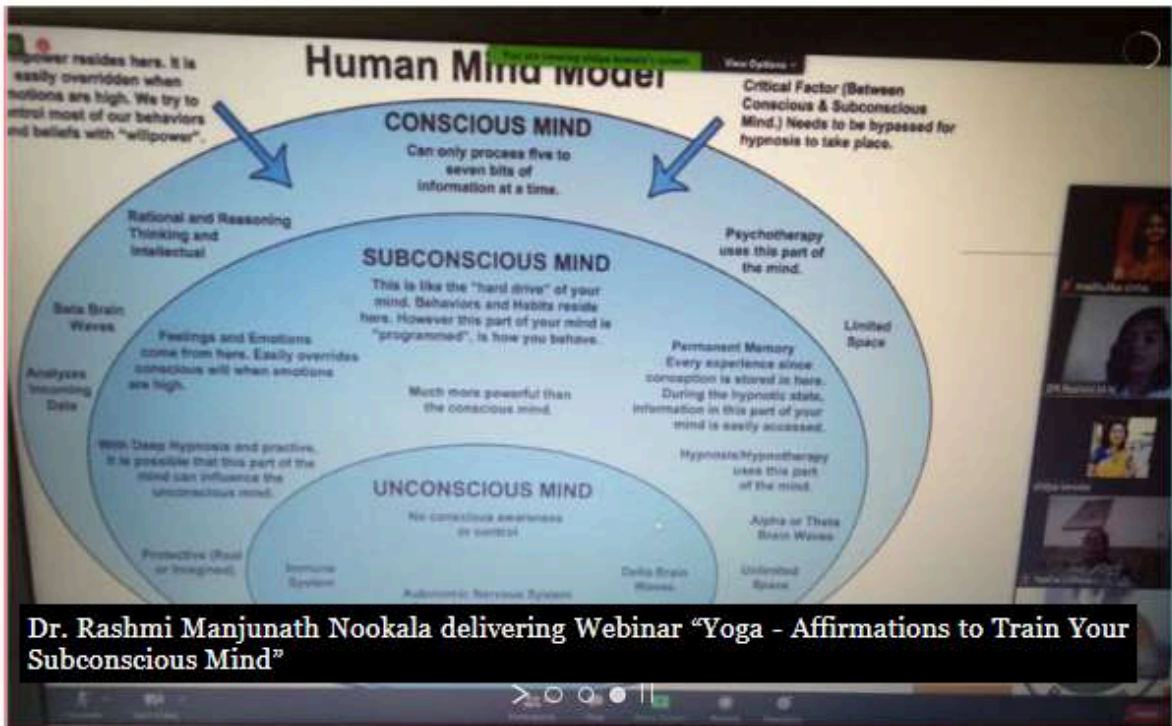 Human Mind Model
View Options
power resides here. It is
easily overridden when
motions are high. We try to
ntrol most of our behaviors
nd beliefs with "willpower".
Critical Factor (Between
Conscious & Subconscious
Mind.) Needs to be bypassed for
hypnosis to take place.
CONSCIOUS MIND
Can only process five to
seven bits of
information at a time.
Rational and Reasoning
Thinking and
Intellectual
Psychotherapy
uses this part of
the mind.
Beta Brain
Waves
Limited
Space
Analyzes
Incoming
Data
SUBCONSCIOUS MIND
This is like the "hard drive" of your
mind. Behaviors and Habits reside
here. However this part of your mind is
"programmed", is how you behave.
Feelings and Emotions
come from here. Easily overrides
conscious will when emotions
are high.
Permanent Memory
Every experience since
conception is stored in here.
During the hypnotic state,
information in this part of your
mind is easily accessed.
Much more powerful than
the conscious mind.
With Deep Hypnosis and practive,
it is possible that this part of the
mind can influence the
unconscious mind.
Hypnosis/Hypnotherapy
uses this part
of the mind.
Alpha or Theta
Brain Waves
Protective (Real
or Imagined)
Unlimited
Space
UNCONSCIOUS MIND
No conscious awareness
or control
Immune
System
Delta Brain
Waves
Autonomic Nervous System
Dr. Rashmi Manjunath Nookala delivering Webinar “Yoga - Affirmations to Train Your
Subconscious Mind”